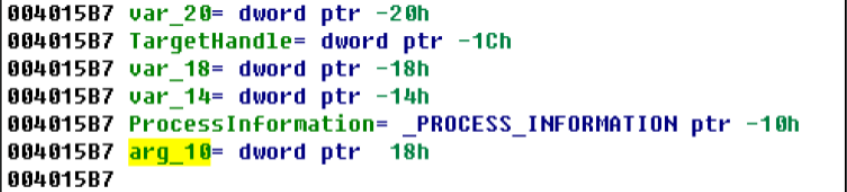 004015B7 var_20= dword ptr -20h
004015B7 TargetHandle= dword ptr -1Ch
004015B7 var_18= dword ptr -18h
004015B7 var_14= dword ptr -14h
004015B7 ProcessInformation= _PROCESS_INFORMATION ptr -10h
004015B7 arg_10= dword ptr  18h
004015B7